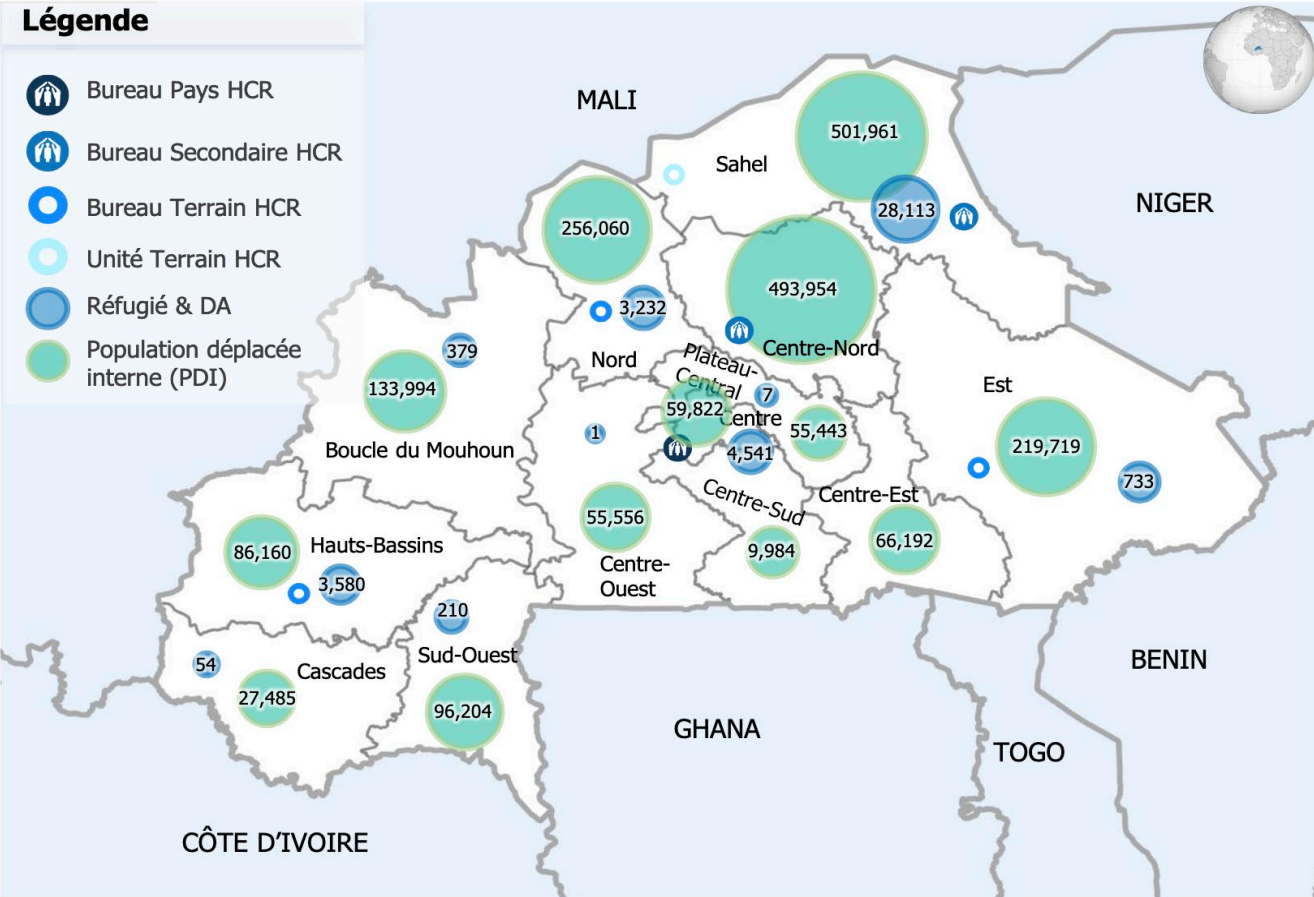 Légende
Bureau Pays HCR
Bureau Secondaire HCR
Bureau Terrain HCR
Unité Terrain HCR
Réfugié & DA
Population déplacée
interne (PDI)
MALI
NIGER
Sahel
501,961
28,113
256,060
3,232
Nord
493,954
Centre-Nord
379
133,994
Boucle du Mouhoun
Plateau-
Central
7
59,822
Centre
55,443
4,541
1
Est
219,719
733
Centre-Sud
9,984
Centre-Est
66,192
55,556
Centre-
Ouest
86,160
Hauts-Bassins
3,580
210
Sud-Ouest
96,204
54
Cascades
27,485
BENIN
GHANA
TOGO
CÔTE D’IVOIRE